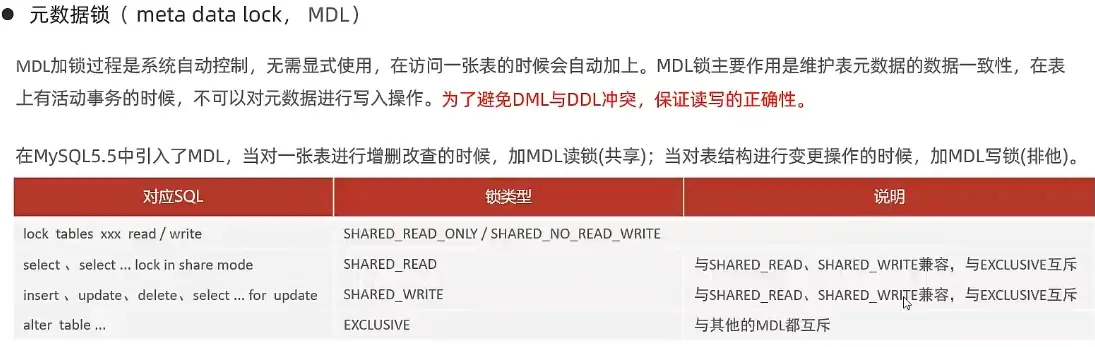 ● 元数据锁（ meta data lock， MDL）
MDL加锁过程是系统自动控制，无需显式使用，在访问一张表的时候会自动加上。MDL锁主要作用是维护表元数据的数据一致性，在表
上有活动事务的时候，不可以对元数据进行写入操作。为了避免DML与DDL冲突，保证读写的正确性。
在MySQL5.5中引入了MDL，当对一张表进行增删改查的时候，加MDL读锁(共享)；当对表结构进行变更操作的时候，加MDL写锁(排他)。
对应SQL 锁类型 说明
lock tables xxx read / write SHARED_READ_ONLY / SHARED_NO_READ_WRITE
select 、select ... lock in share mode SHARED_READ 与SHARED_READ、SHARED_WRITE兼容，与EXCLUSIVE互斥
insert 、update、delete、select ... for update SHARED_WRITE 与SHARED_READ、SHARED_WRITE兼容，与EXCLUSIVE互斥
alter table ... EXCLUSIVE 与其他的MDL都互斥